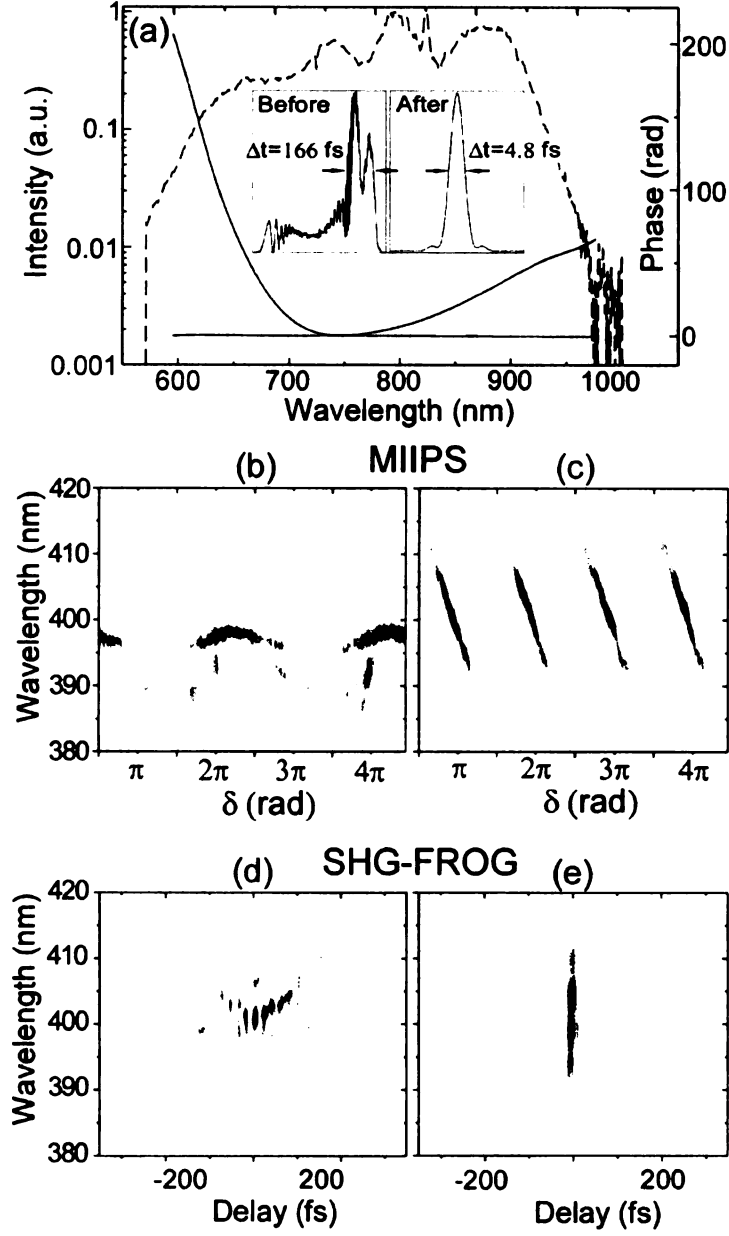 (a)
Intensity (a.u.)
1
0.1
0.01
0.001
Phase (rad)
200
100
0
Before
After
Δt=166 fs
Δt=4.8 fs
600 700 800 900 1000
Wavelength (nm)
MIIPS
(b)
(c)
Wavelength (nm)
420
410
400
390
380
π 2π 3π 4π
π 2π 3π 4π
δ (rad)
δ (rad)
SHG-FROG
(d)
(e)
Wavelength (nm)
420
410
400
390
380
-200 0 200
-200 0 200
Delay (fs)
Delay (fs)